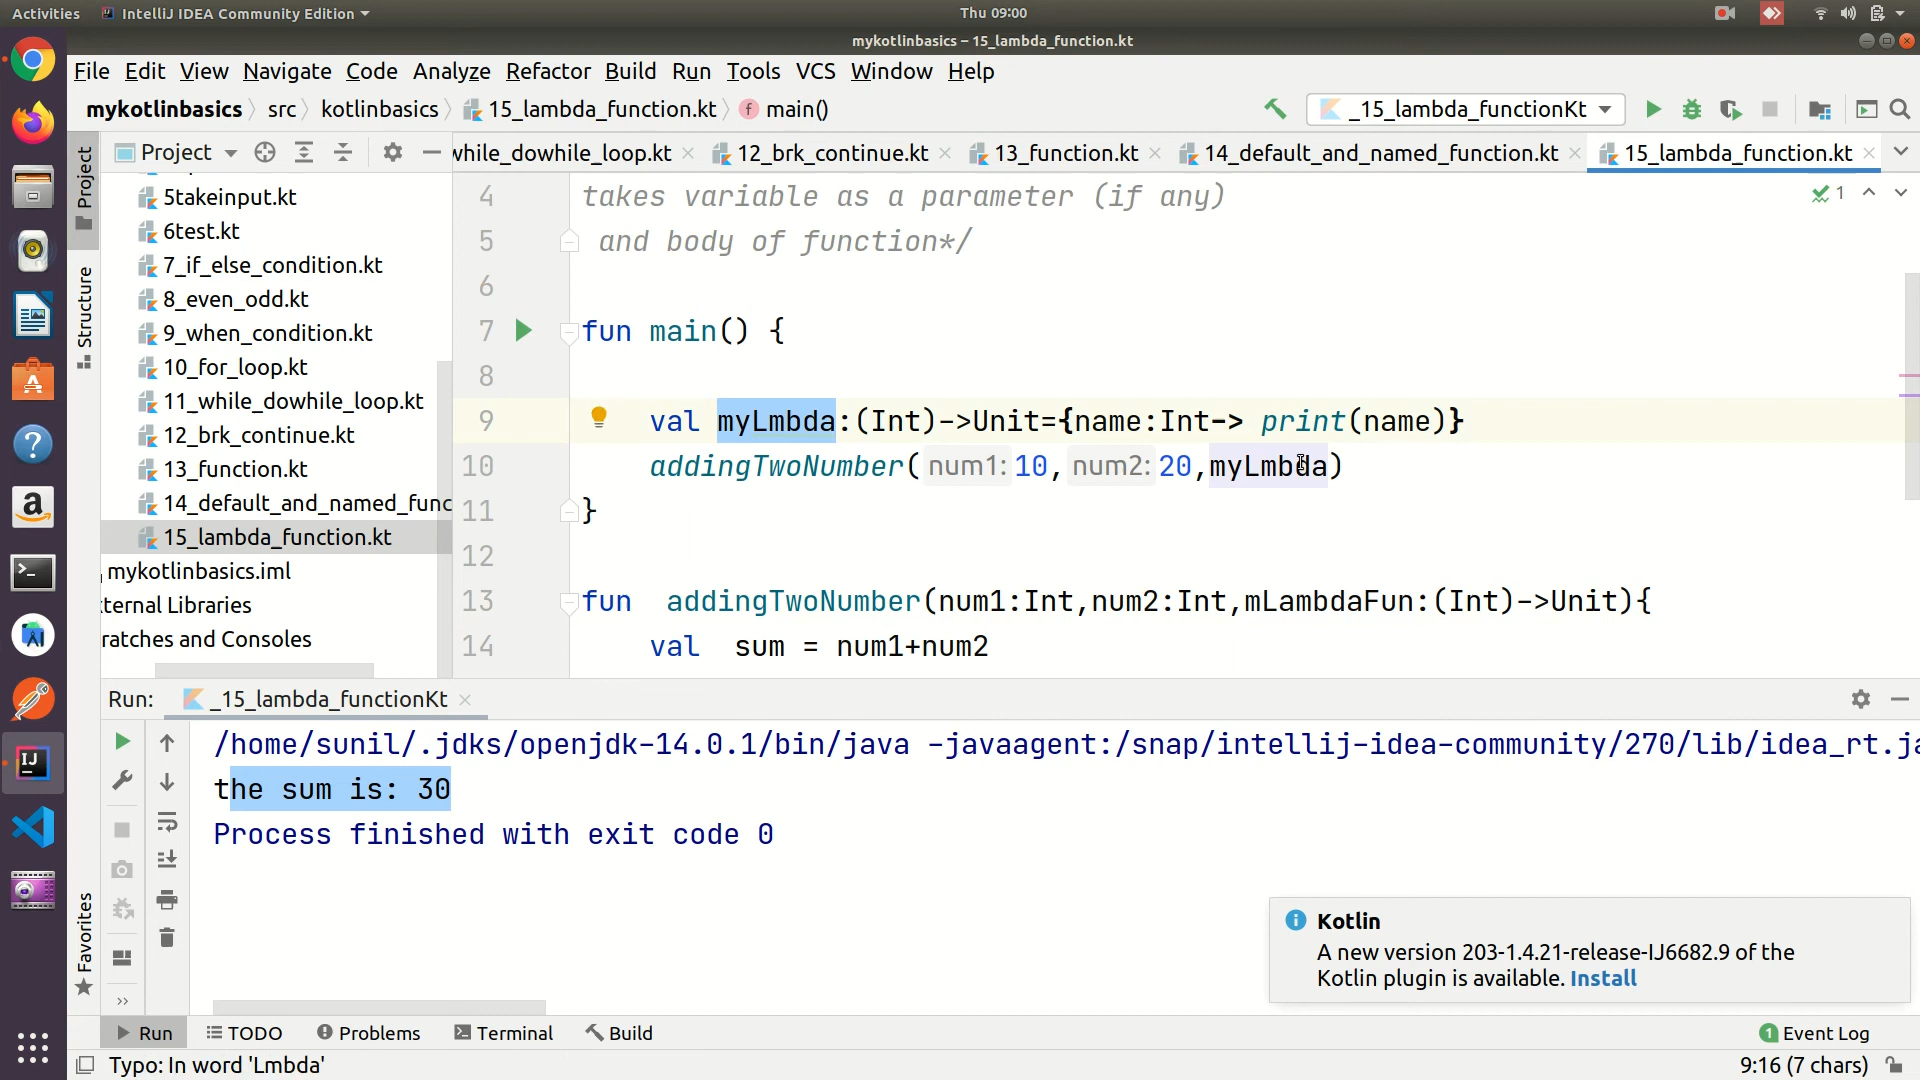 Activities IntelliJ IDEA Community Edition Thu 09:00
mykotlinbasics – 15_lambda_function.kt
File Edit View Navigate Code Analyze Refactor Build Run Tools VCS Window Help
mykotlinbasics src kotlinbasics 15_lambda_function.kt f main() _15_lambda_functionKt
Project while_dowhile_loop.kt 12_brk_continue.kt 13_function.kt 14_default_and_named_function.kt 15_lambda_function.kt
Project
Structure
Favorites
5takeinput.kt
6test.kt
7_if_else_condition.kt
8_even_odd.kt
9_when_condition.kt
10_for_loop.kt
11_while_dowhile_loop.kt
12_brk_continue.kt
13_function.kt
14_default_and_named_func
15_lambda_function.kt
mykotlinbasics.iml
ternal Libraries
ratches and Consoles
1
4 takes variable as a parameter (if any)
5 and body of function*/
6
7 fun main() {
8
9 val myLmbda:(Int)->Unit={name:Int-> print(name)}
10 addingTwoNumber( num1: 10, num2: 20,myLmbda)
11 }
12
13 fun addingTwoNumber(num1:Int,num2:Int,mLambdaFun:(Int)->Unit){
14 val sum = num1+num2
Run: _15_lambda_functionKt
/home/sunil/.jdks/openjdk-14.0.1/bin/java -javaagent:/snap/intellij-idea-community/270/lib/idea_rt.ja
the sum is: 30
Process finished with exit code 0
Kotlin
A new version 203-1.4.21-release-IJ6682.9 of the
Kotlin plugin is available. Install
Run TODO Problems Terminal Build 1 Event Log
Typo: In word 'Lmbda' 9:16 (7 chars)